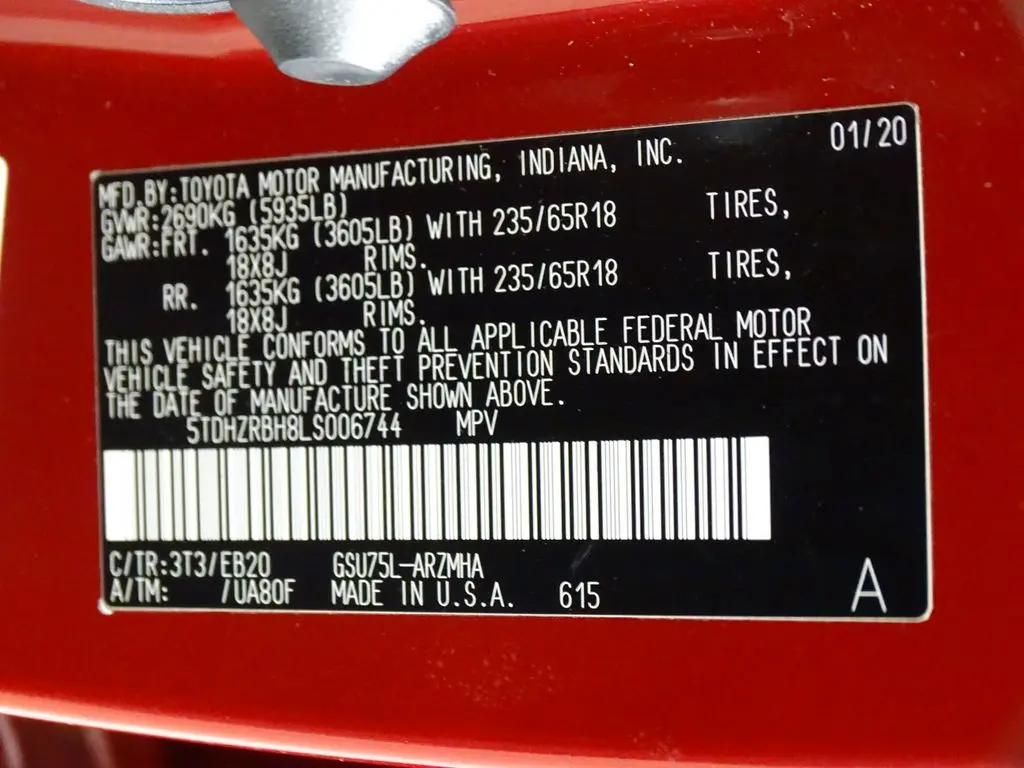 01/20
MFD.BY:TOYOTA MOTOR MANUFACTURING, INDIANA, INC.
GVWR:2690KG (5935LB)
GAWR:FRT. 1635KG (3605LB) WITH 235/65R18 TIRES,
18X8J RIMS.
RR. 1635KG (3605LB) WITH 235/65R18 TIRES,
18X8J RIMS.
THIS VEHICLE CONFORMS TO ALL APPLICABLE FEDERAL MOTOR
VEHICLE SAFETY AND THEFT PREVENTION STANDARDS IN EFFECT ON
THE DATE OF MANUFACTURE SHOWN ABOVE.
5TDHZRBH8LS006744 MPV
C/TR:3T3/EB20 GSU75L-ARZMHA
A/TM: /UA80F MADE IN U.S.A. 615
A